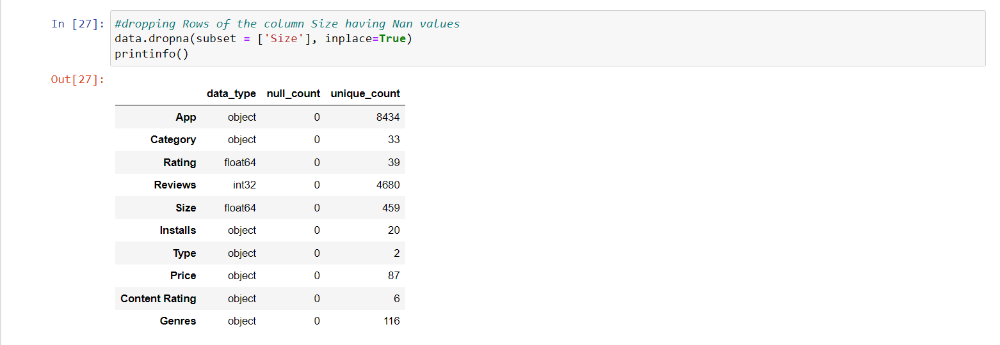 In [27]: #dropping Rows of the column Size having Nan values
data.dropna(subset = ['Size'], inplace=True)
printinfo()
Out[27]:
data_type null_count unique_count
App object 0 8434
Category object 0 33
Rating float64 0 39
Reviews int32 0 4680
Size float64 0 459
Installs object 0 20
Type object 0 2
Price object 0 87
Content Rating object 0 6
Genres object 0 116